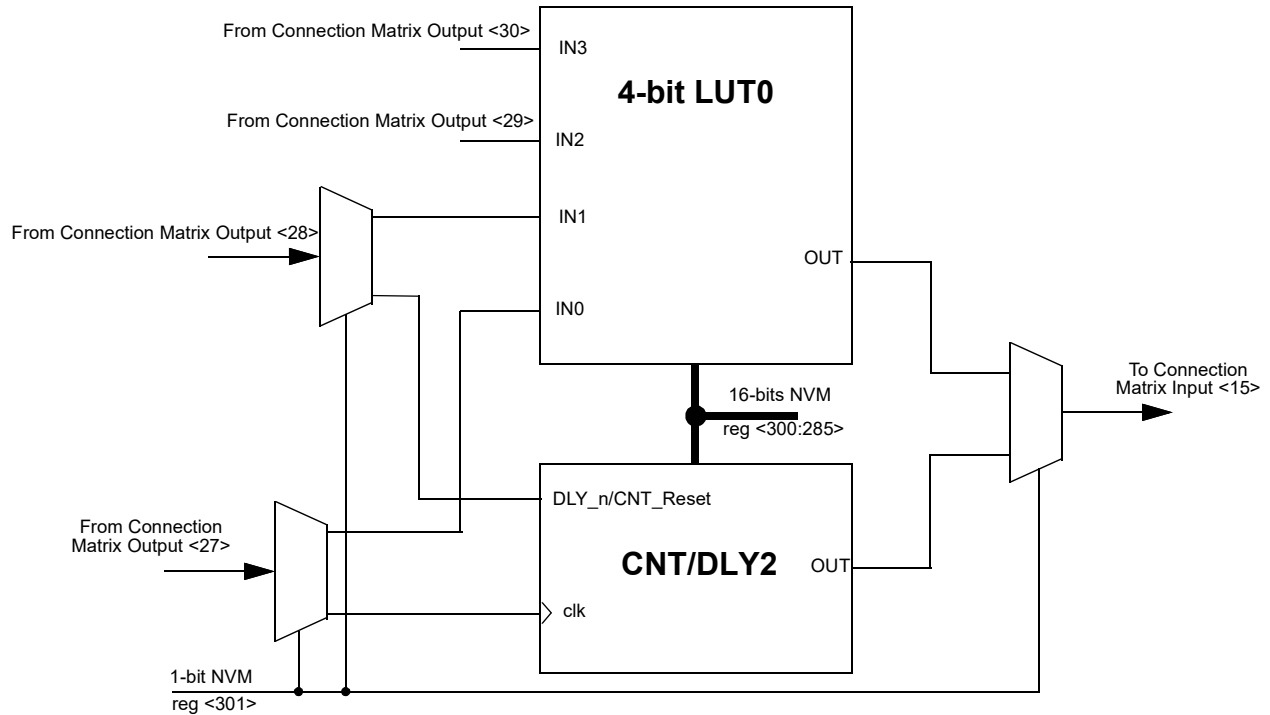 From Connection Matrix Output <30>
IN3
4-bit LUT0
From Connection Matrix Output <29>
IN2
IN1
From Connection Matrix Output <28>
OUT
IN0
To Connection
Matrix Input <15>
16-bits NVM
reg <300:285>
DLY_n/CNT_Reset
From Connection
Matrix Output <27>
CNT/DLY2
OUT
clk
1-bit NVM
reg <301>